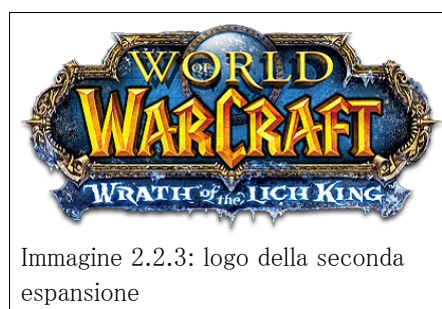 WORLD
OF
WARCRAFT
WRATH of the LICH KING
Immagine 2.2.3: logo della seconda
espansione